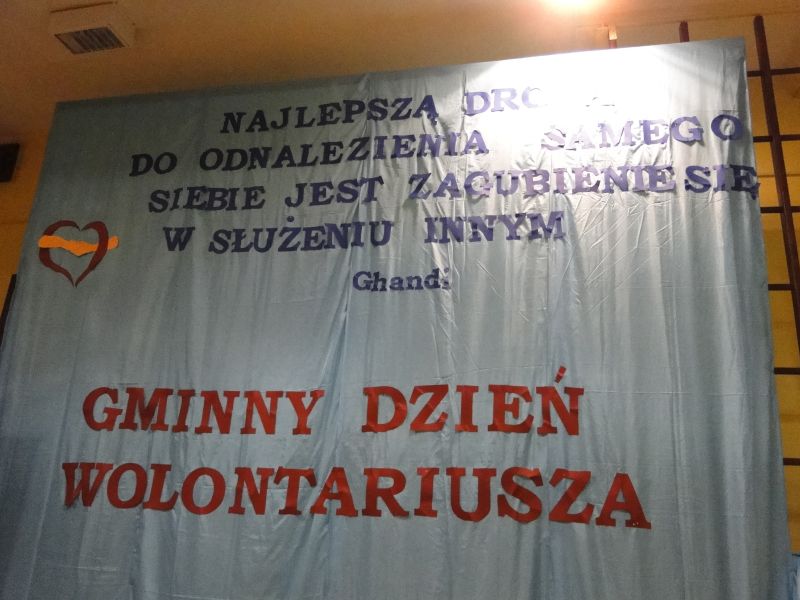 NAJLEPSZĄ
DO ODNALEZIENIA SAMEGO
SIEBIE JEST ZAGUBIENIE SIĘ
W SŁUŻENIU INNYM
Ghandi
GMINNY DZIEŃ
WOLONTARIUSZA